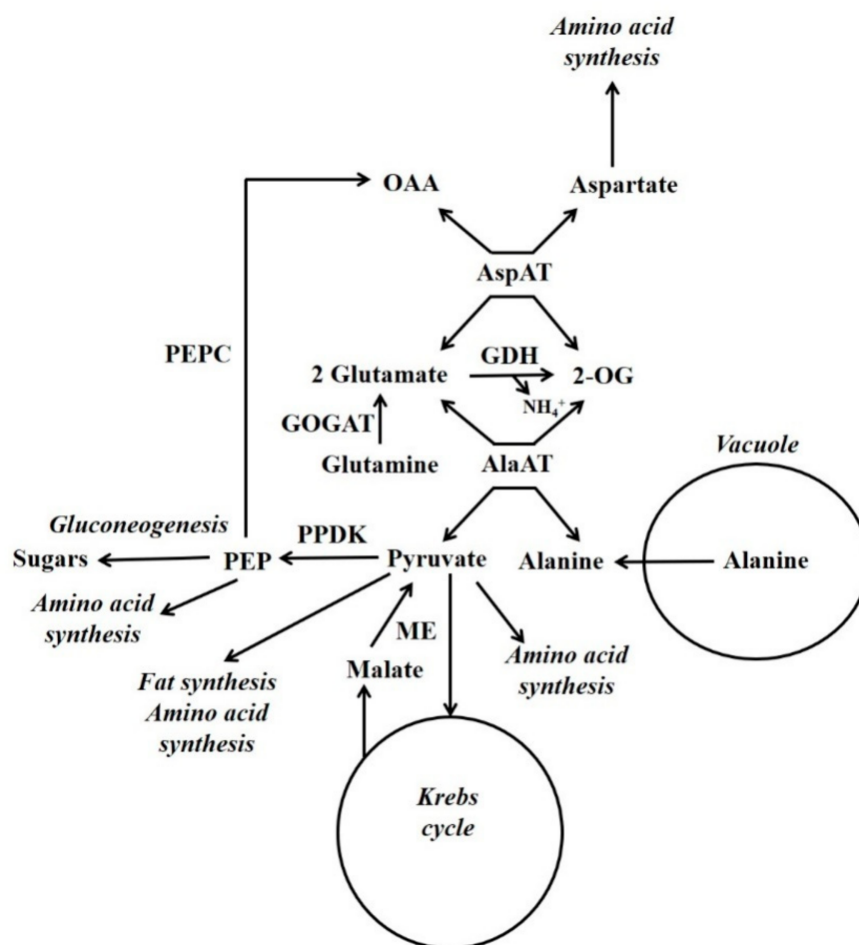 Amino acid
synthesis
OAA
Aspartate
AspAT
PEPC
GDH
2 Glutamate
2-OG
NH₄⁺
GOGAT
Glutamine
AlaAT
Vacuole
Gluconeogenesis
PPDK
Sugars
PEP
Pyruvate
Alanine
Alanine
Amino acid
synthesis
ME
Malate
Amino acid
synthesis
Fat synthesis
Amino acid
synthesis
Krebs
cycle